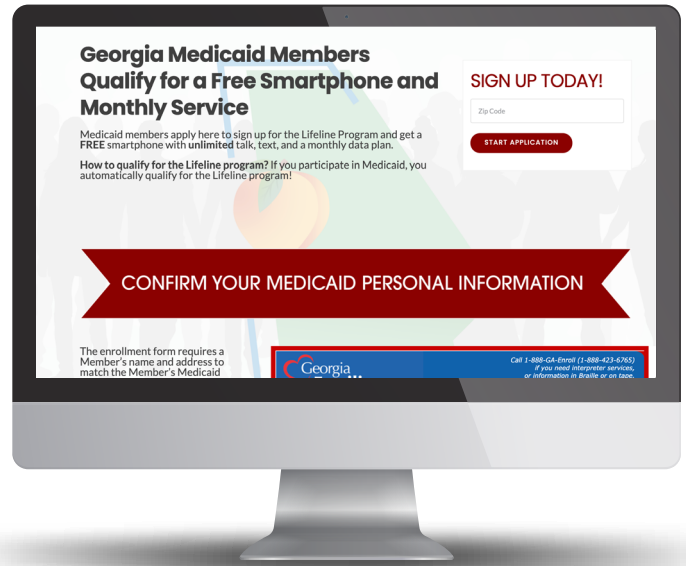 Georgia Medicaid Members
Qualify for a Free Smartphone and
Monthly Service
Medicaid members apply here to sign up for the Lifeline Program and get a
FREE smartphone with unlimited talk, text, and a monthly data plan.
How to qualify for the Lifeline program? If you participate in Medicaid, you
automatically qualify for the Lifeline program!
SIGN UP TODAY!
Zip Code
START APPLICATION
CONFIRM YOUR MEDICAID PERSONAL INFORMATION
The enrollment form requires a
Member's name and address to
match the Member's Medicaid
Georgia
Call 1-888-GA-Enroll (1-888-423-6765)
if you need interpreter services,
or information in Braille or on tape.